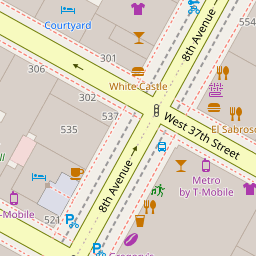 Courtyard
8th Avenue
301
306
White Castle
302
537
535
West 37th Street
El Sabroso
8th Avenue
Metro
by T-Mobile
T-Mobile
521
Gregory's